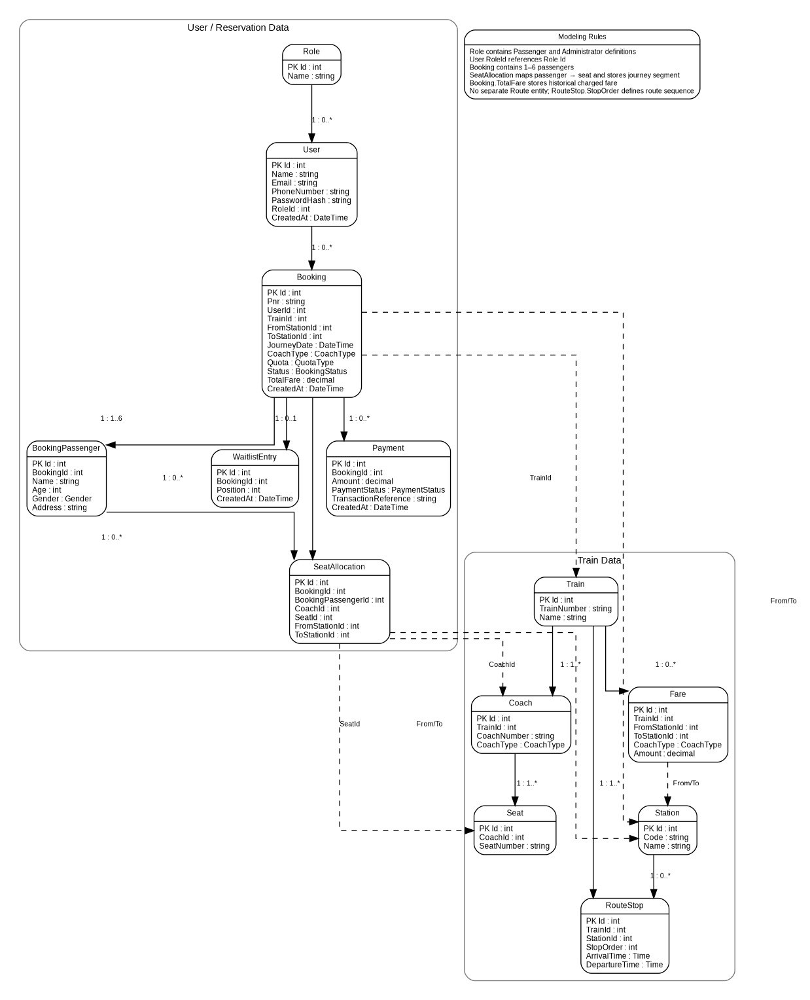 User / Reservation Data
Role
PK Id : int
Name : string
Modeling Rules
Role contains Passenger and Administrator definitions
User.RoleId references Role.Id
Booking contains 1–6 passengers
SeatAllocation maps passenger → seat and stores journey segment
Booking.TotalFare stores historical charged fare
No separate Route entity; RouteStop.StopOrder defines route sequence
1 : 0..*
User
PK Id : int
Name : string
Email : string
PhoneNumber : string
PasswordHash : string
RoleId : int
CreatedAt : DateTime
1 : 0..*
Booking
PK Id : int
Pnr : string
UserId : int
TrainId : int
FromStationId : int
ToStationId : int
JourneyDate : DateTime
CoachType : CoachType
Quota : QuotaType
Status : BookingStatus
TotalFare : decimal
CreatedAt : DateTime
1 : 1..6
1 : 0..1
1 : 0..*
BookingPassenger
PK Id : int
BookingId : int
Name : string
Age : int
Gender : Gender
Address : string
1 : 0..*
WaitlistEntry
PK Id : int
BookingId : int
Position : int
CreatedAt : DateTime
Payment
PK Id : int
BookingId : int
Amount : decimal
PaymentStatus : PaymentStatus
TransactionReference : string
CreatedAt : DateTime
TrainId
1 : 0..*
SeatAllocation
PK Id : int
BookingId : int
BookingPassengerId : int
CoachId : int
SeatId : int
FromStationId : int
ToStationId : int
Train Data
Train
PK Id : int
TrainNumber : string
Name : string
From/To
CoachId
1 : 1..*
1 : 0..*
SeatId
From/To
Coach
PK Id : int
TrainId : int
CoachNumber : string
CoachType : CoachType
Fare
PK Id : int
TrainId : int
FromStationId : int
ToStationId : int
CoachType : CoachType
Amount : decimal
1 : 1..*
1 : 1..*
From/To
Seat
PK Id : int
CoachId : int
SeatNumber : string
Station
PK Id : int
Code : string
Name : string
1 : 0..*
RouteStop
PK Id : int
TrainId : int
StationId : int
StopOrder : int
ArrivalTime : Time
DepartureTime : Time